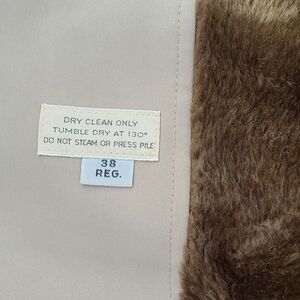 DRY CLEAN ONLY
TUMBLE DRY AT 130°
DO NOT STEAM OR PRESS PILE
38
REG.